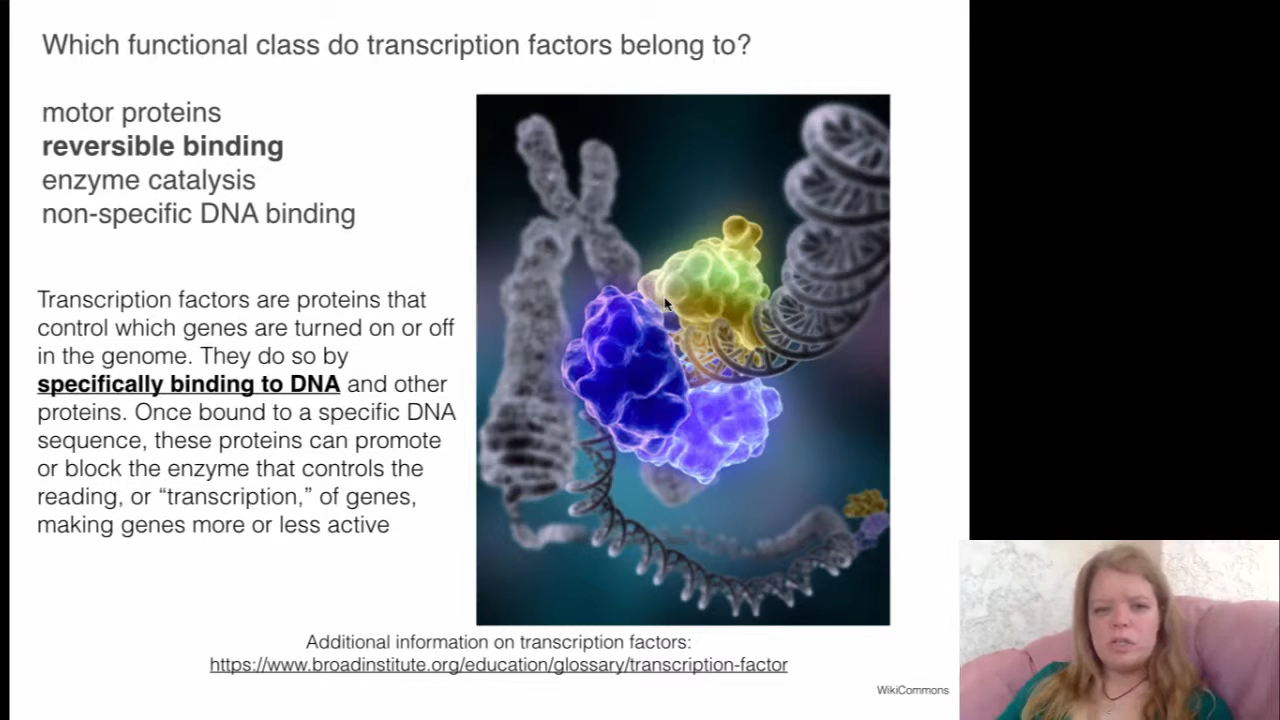 Which functional class do transcription factors belong to?
motor proteins
reversible binding
enzyme catalysis
non-specific DNA binding
Transcription factors are proteins that
control which genes are turned on or off
in the genome. They do so by
specifically binding to DNA and other
proteins. Once bound to a specific DNA
sequence, these proteins can promote
or block the enzyme that controls the
reading, or “transcription,” of genes,
making genes more or less active
Additional information on transcription factors:
https://www.broadinstitute.org/education/glossary/transcription-factor
WikiCommons